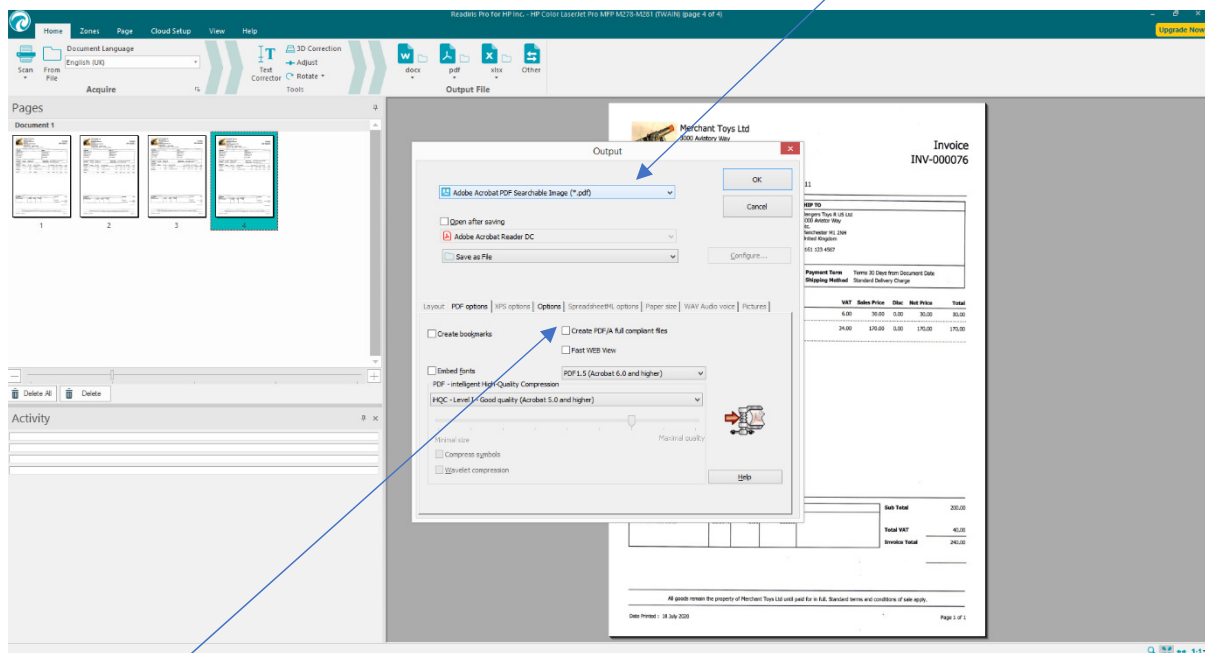 Readiris Pro for HP Inc. - HP Color LaserJet Pro MFP M278-M281 (TWAIN) (page 4 of 4)
Home Zones Page Cloud Setup View Help
Upgrade Now
Document Language
English (UK)
Scan
From File
Acquire
Text Corrector
3D Correction
Adjust
Rotate
Tools
docx pdf xlsx Other
Output File
Pages
Document 1
1 2 3 4
Delete All Delete
Activity
Output
Adobe Acrobat PDF Searchable Image (*.pdf)
OK
Cancel
Open after saving
Adobe Acrobat Reader DC
Save as File
Configure...
Layout PDF options XPS options Options SpreadsheetML options Paper size WAV Audio voice Pictures
Create bookmarks
Create PDF/A full compliant files
Fast WEB View
Embed fonts
PDF1.5 (Acrobat 6.0 and higher)
PDF - intelligent High-Quality Compression
iHQC - Level I - Good quality (Acrobat 5.0 and higher)
Minimal size Maximal quality
Compress symbols
Wavelet compression
Help
Merchant Toys Ltd
Invoice
INV-000076
11
SHIP TO
Manchester M1 2NH
United Kingdom
0161 123 4567
Payment Term Terms 30 Days from Document Date
Shipping Method Standard Delivery Charge
VAT Sales Price Disc Net Price Total
6.00 30.00 0.00 30.00 30.00
34.00 170.00 0.00 170.00 170.00
Sub Total 200.00
Total VAT 40.00
Invoice Total 240.00
All goods remain the property of Merchant Toys Ltd until paid for in full. Standard terms and conditions of sale apply.
Date Printed : 18 July 2020
Page 1 of 1
1:1